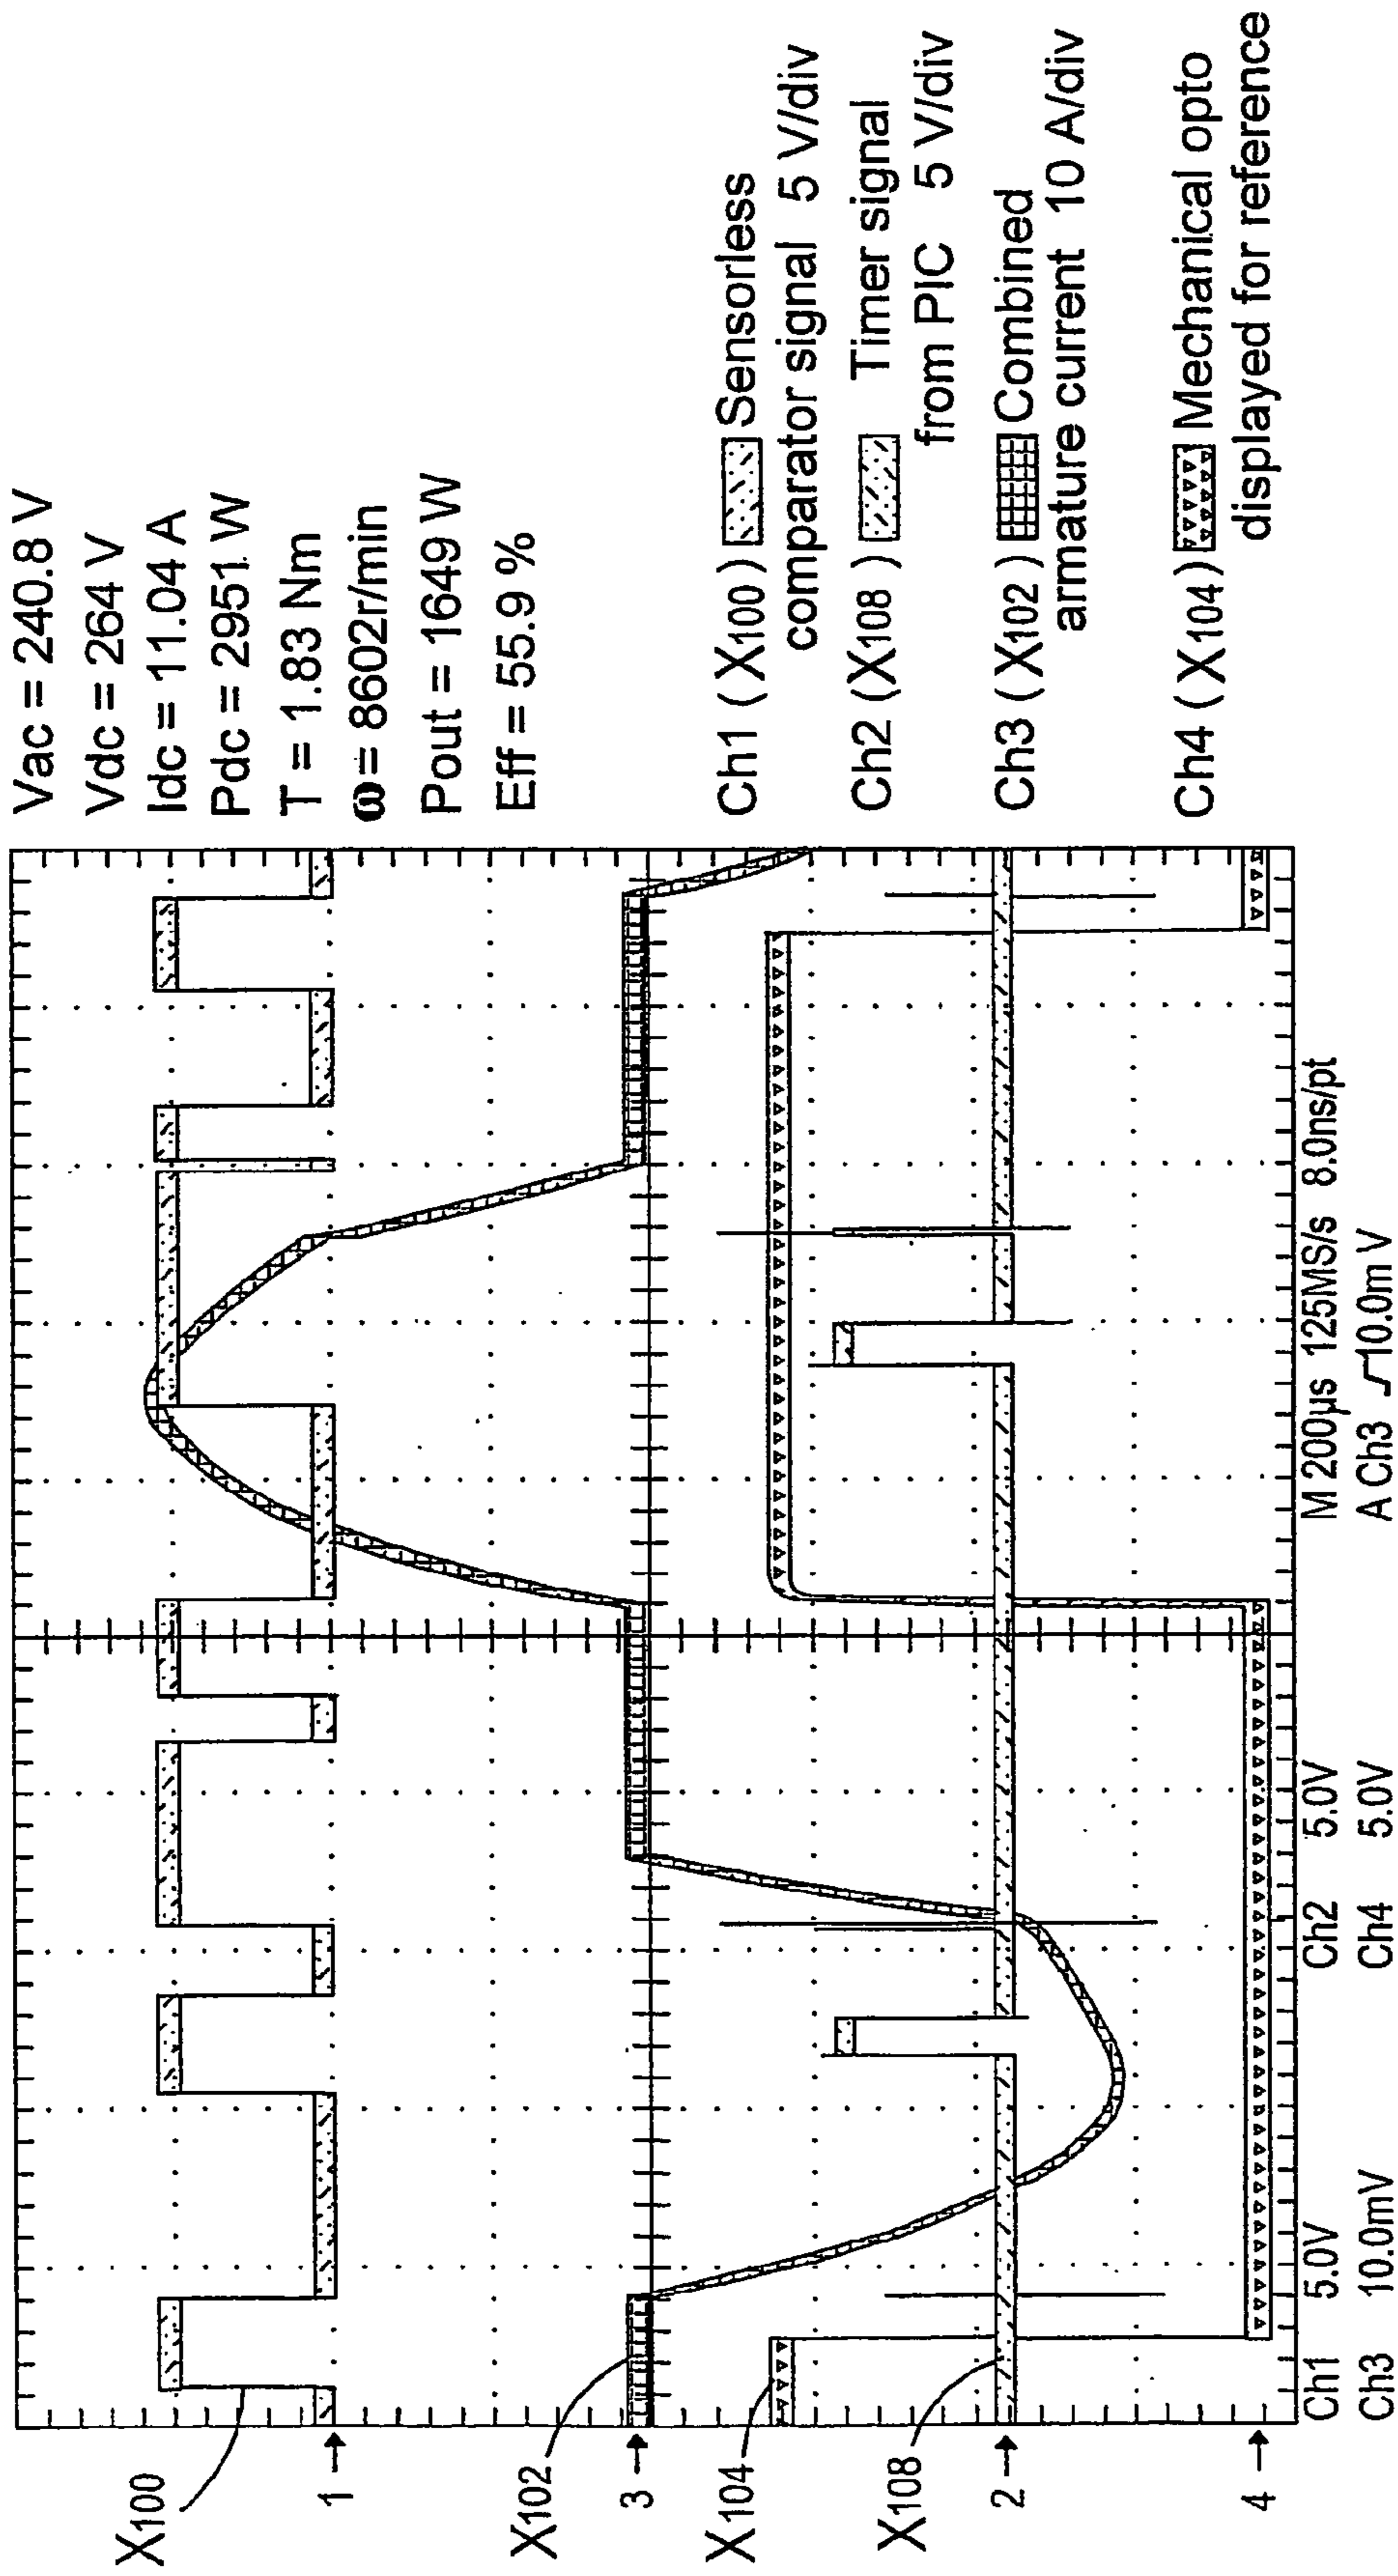 X100
1
X102
3
X104
X108
2
4
Ch1 5.0V Ch2 5.0V M 200µs 125MS/s 8.0ns/pt
Ch3 10.0mV Ch4 5.0V A Ch3 10.0m V
Vac = 240.8 V
Vdc = 264 V
Idc = 11.04 A
Pdc = 2951 W
T = 1.83 Nm
ω = 8602r/min
Pout = 1649 W
Eff = 55.9 %
Ch1 ( X100 ) Sensorless
comparator signal 5 V/div
Ch2 (X108 ) Timer signal
from PIC 5 V/div
Ch3 ( X102 ) Combined
armature current 10 A/div
Ch4 ( X104 ) Mechanical opto
displayed for reference